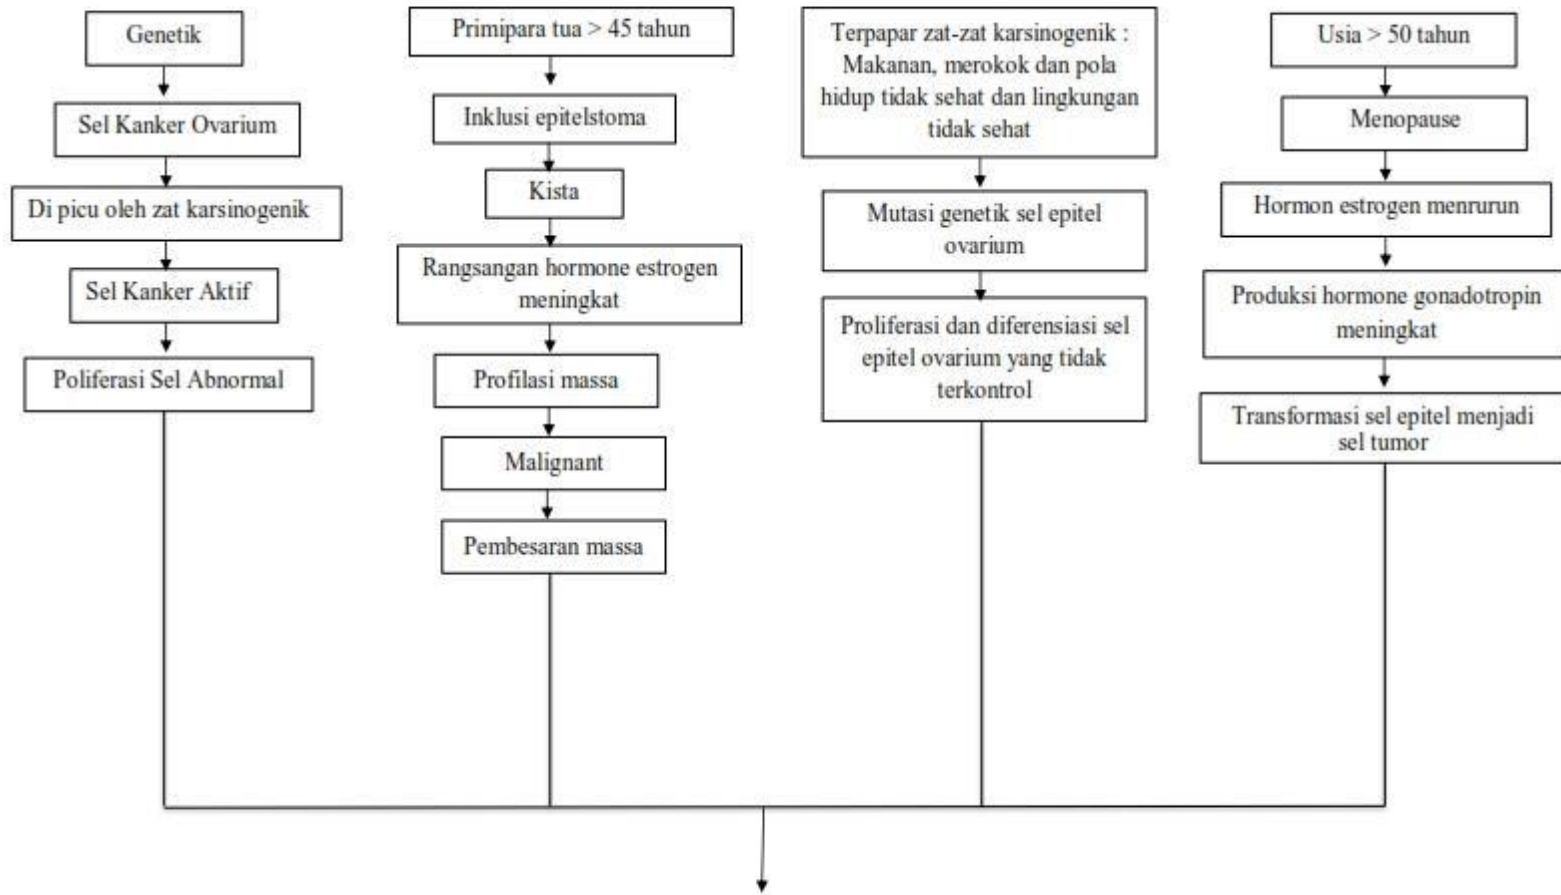 Genetik
Sel Kanker Ovarium
Di picu oleh zat karsinogenik
Sel Kanker Aktif
Poliferasi Sel Abnormal
Primipara tua > 45 tahun
Inklusi epitelstoma
Kista
Rangsangan hormone estrogen
meningkat
Profilasi massa
Malignant
Pembesaran massa
Terpapar zat-zat karsinogenik :
Makanan, merokok dan pola
hidup tidak sehat dan lingkungan
tidak sehat
Mutasi genetik sel epitel
ovarium
Proliferasi dan diferensiasi sel
epitel ovarium yang tidak
terkontrol
Usia > 50 tahun
Menopause
Hormon estrogen menrurun
Produksi hormone gonadotropin
meningkat
Transformasi sel epitel menjadi
sel tumor